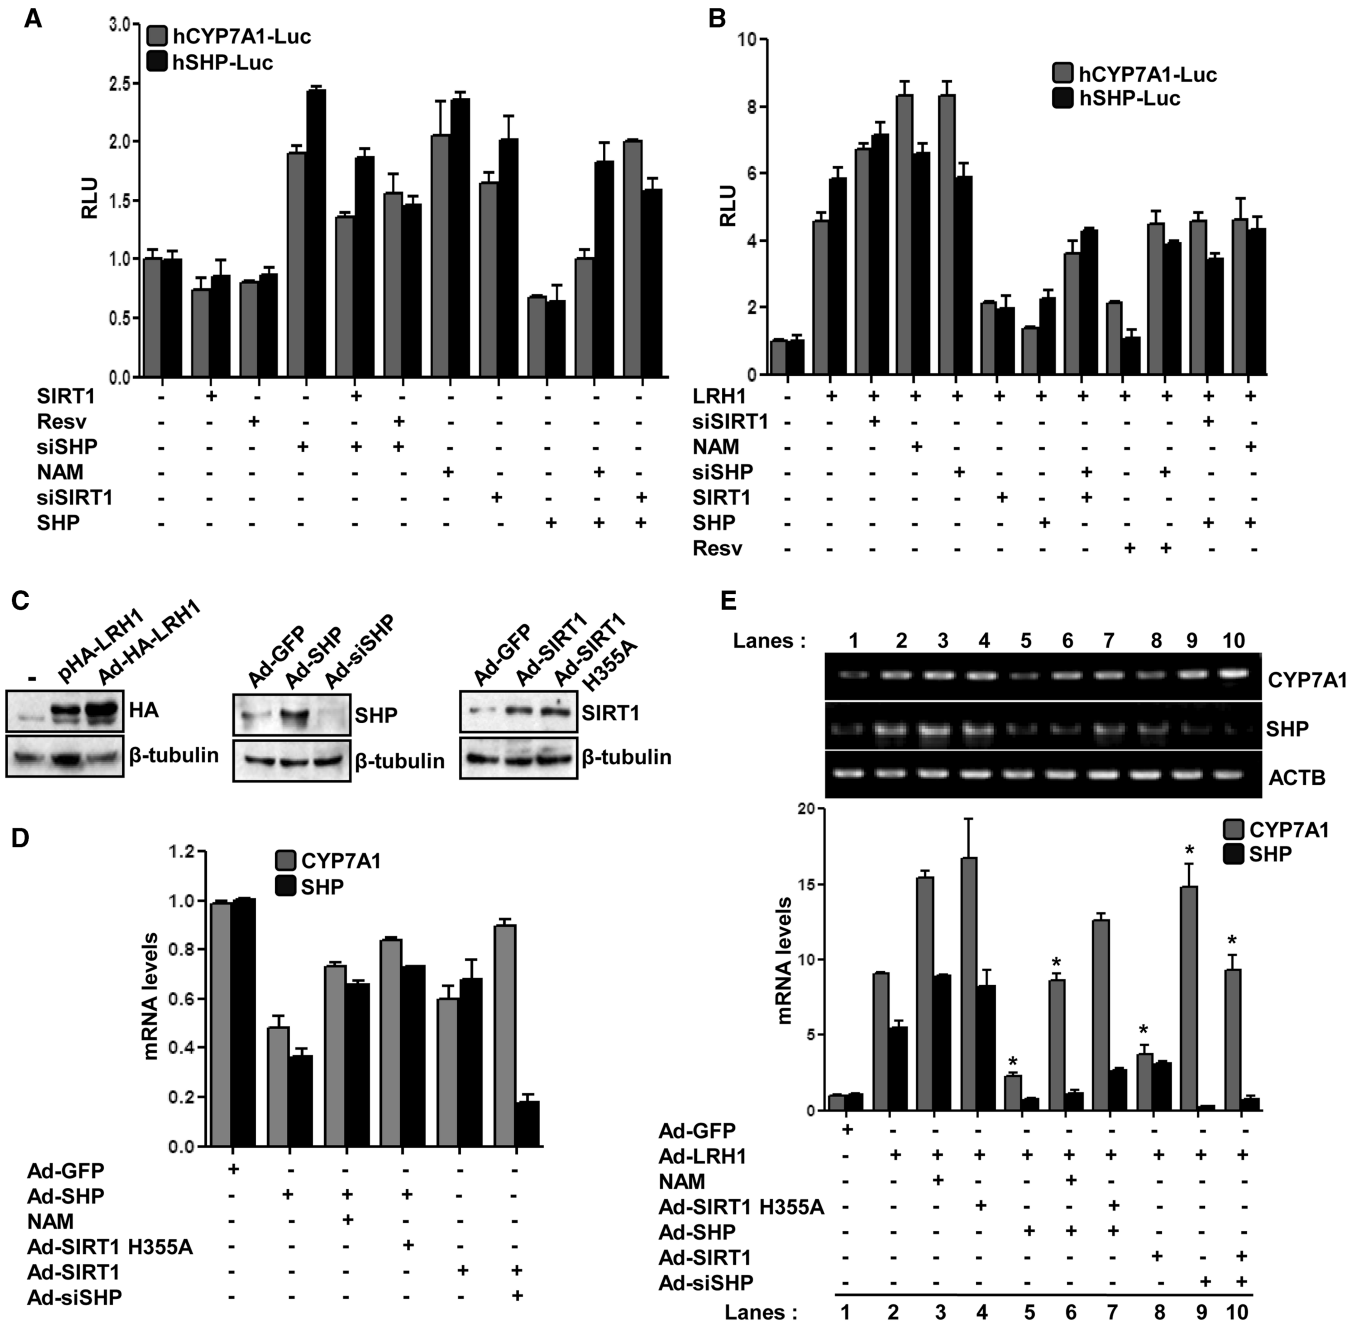 A
3.0
2.5
2.0
1.5
1.0
0.5
0.0
RLU
hCYP7A1-Luc
hSHP-Luc
SIRT1 - + - - + - - - - - -
Resv - - + - - + - - - - -
siSHP - - - + + + - - - - -
NAM - - - - - - + - - + -
siSIRT1 - - - - - - - + - - +
SHP - - - - - - - - + + +
B
10
8
6
4
2
0
RLU
hCYP7A1-Luc
hSHP-Luc
LRH1 - + + + + + + + + + + +
siSIRT1 - - + - - - - - - - + -
NAM - - - + - - - - - - - +
siSHP - - - - + - - + - + - -
SIRT1 - - - - - + - + - - - -
SHP - - - - - - + - - - + +
Resv - - - - - - - - + + - -
C
- pHA-LRH1 Ad-HA-LRH1
HA
β-tubulin
Ad-GFP Ad-SHP Ad-siSHP
SHP
β-tubulin
Ad-GFP Ad-SIRT1 Ad-SIRT1 H355A
SIRT1
β-tubulin
D
1.2
1.0
0.8
0.6
0.4
0.2
0.0
mRNA levels
CYP7A1
SHP
Ad-GFP + - - - - -
Ad-SHP - + + + - -
NAM - - + - - -
Ad-SIRT1 H355A - - - + - -
Ad-SIRT1 - - - - + +
Ad-siSHP - - - - - +
E
Lanes : 1 2 3 4 5 6 7 8 9 10
CYP7A1
SHP
ACTB
20
15
10
5
0
mRNA levels
CYP7A1
SHP
* * * * *
Ad-GFP + - - - - - - - - -
Ad-LRH1 - + + + + + + + + +
NAM - - + - - + - - - -
Ad-SIRT1 H355A - - - + - - + - - -
Ad-SHP - - - - + + + - - -
Ad-SIRT1 - - - - - - - + - +
Ad-siSHP - - - - - - - - + +
Lanes : 1 2 3 4 5 6 7 8 9 10